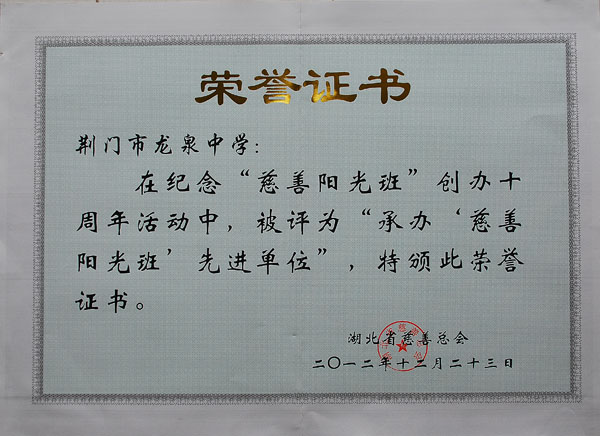 荣誉证书
荆门市龙泉中学：
在纪念“慈善阳光班”创办十
周年活动中，被评为“承办‘慈善
阳光班’先进单位”，特颁此荣誉
证书。
湖北省慈善总会
二〇一二年十二月二十三日